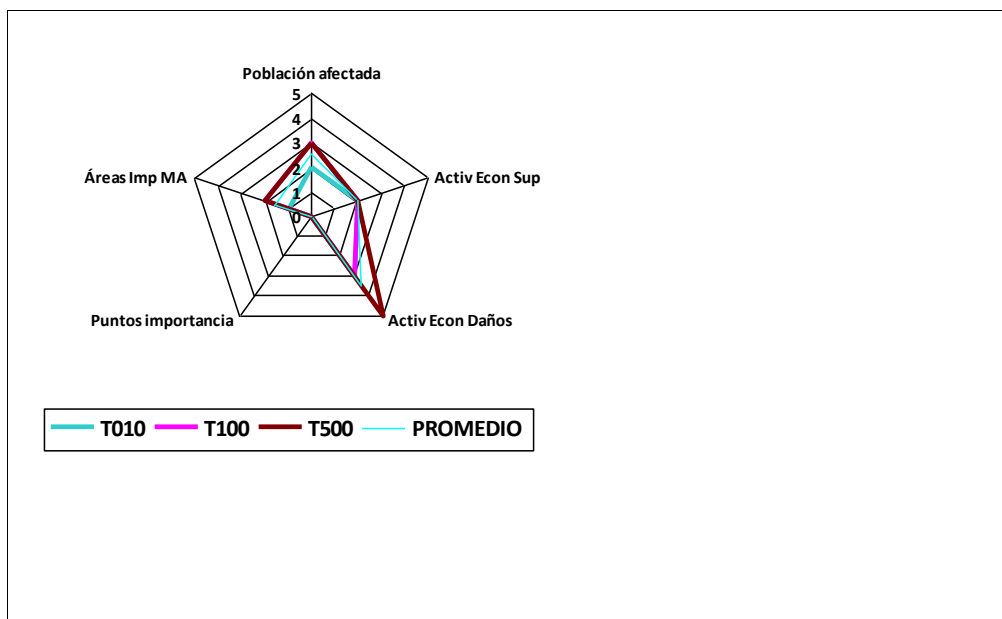 Población afectada
5
4
3
2
1
0
Áreas Imp MA
Activ Econ Sup
Puntos importancia
Activ Econ Daños
T010 T100 T500 PROMEDIO